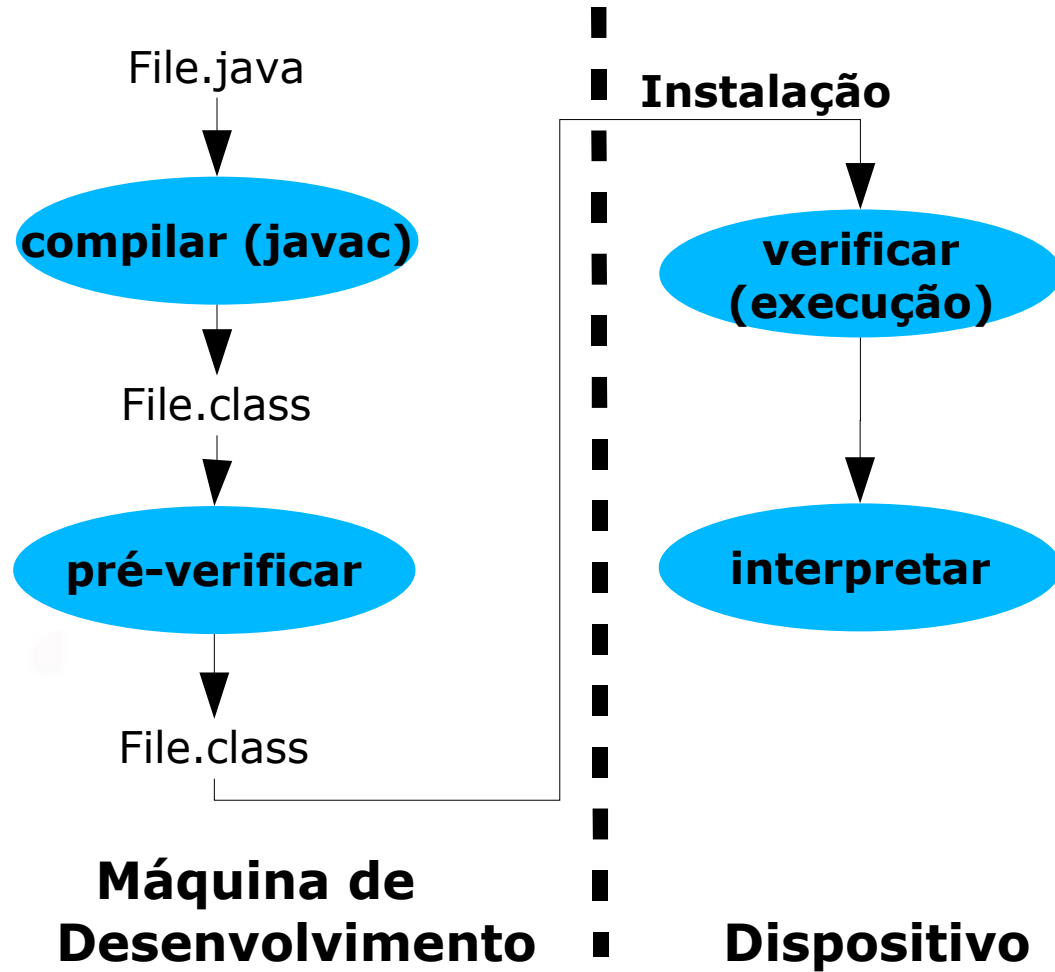 File.java
compilar (javac)
File.class
pré-verificar
File.class
Máquina de
Desenvolvimento
Instalação
verificar
(execução)
interpretar
Dispositivo